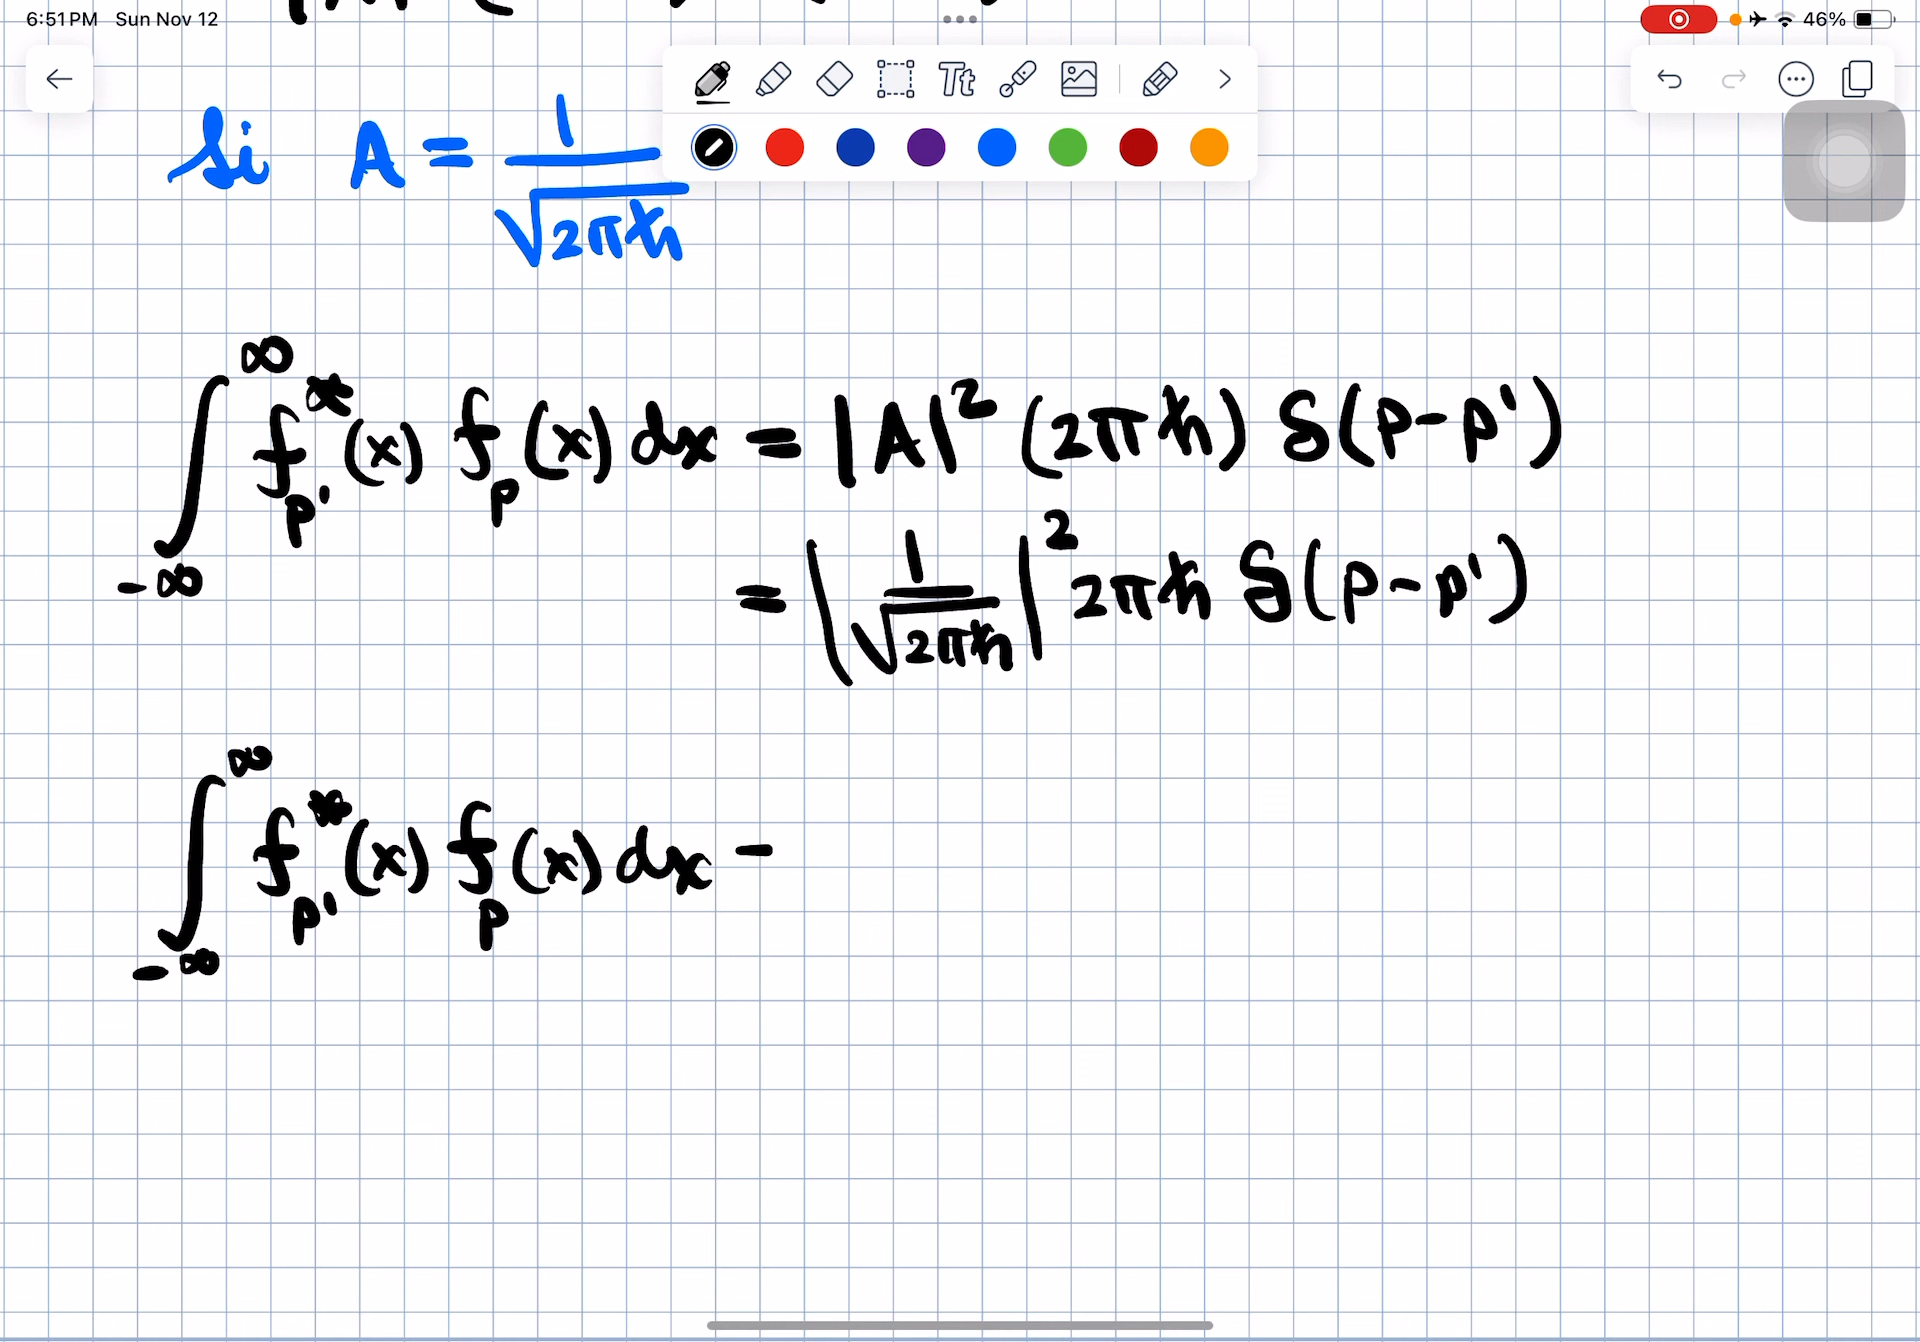 6:51 PM Sun Nov 12
46%
Tt
si A = 1/√2πħ
∫_{-∞}^{∞} f*_{p'}(x) f_p(x) dx = |A|² (2πħ) δ(p-p')
= |1/√2πħ|² 2πħ δ(p-p')
∫_{-∞}^{∞} f*_{p'}(x) f_p(x) dx -